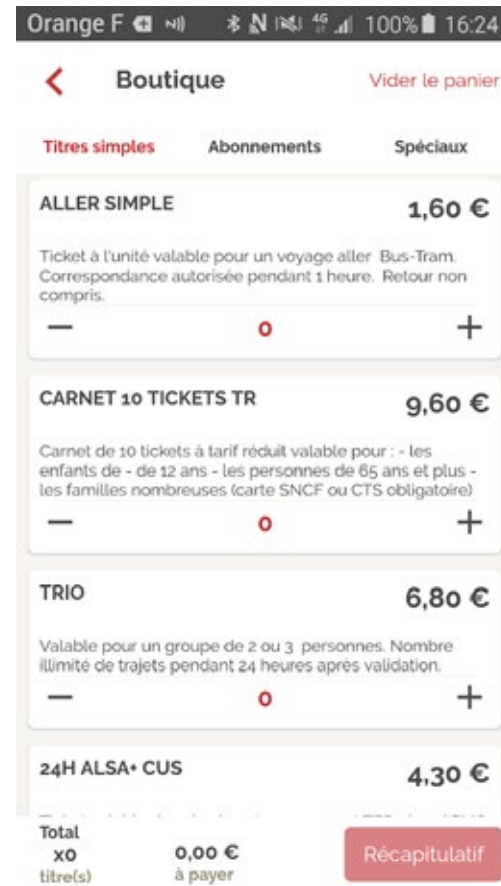 Orange F 4G 100% 16:24
Boutique Vider le panier
Titres simples Abonnements Spéciaux
ALLER SIMPLE 1,60 €
Ticket à l'unité valable pour un voyage aller Bus-Tram.
Correspondance autorisée pendant 1 heure. Retour non
compris.
— 0 +
CARNET 10 TICKETS TR 9,60 €
Carnet de 10 tickets à tarif réduit valable pour : - les
enfants de - de 12 ans - les personnes de 65 ans et plus -
les familles nombreuses (carte SNCF ou CTS obligatoire)
— 0 +
TRIO 6,80 €
Valable pour un groupe de 2 ou 3 personnes. Nombre
illimité de trajets pendant 24 heures après validation.
— 0 +
24H ALSA+ CUS 4,30 €
Total
x0 0,00 € Récapitulatif
titre(s) à payer